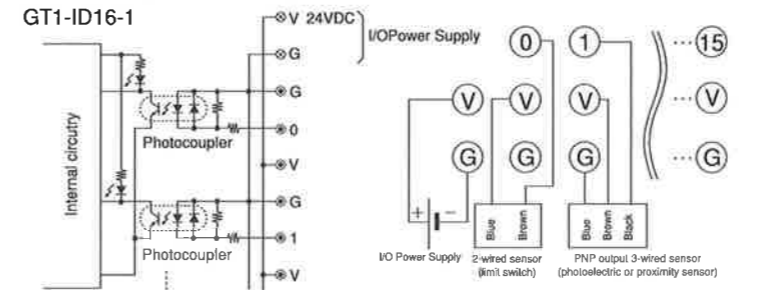 GT1-ID16-1
V 24VDC
I/OPower Supply
G
G
0
V
G
1
V
Internal circutry
Photocoupler
Photocoupler
0 1 ···15
V V V ···V
G G G ···G
+ −
Blue Brown
Blue Brown Black
I/O Power Supply
2-wired sensor
(limit switch)
PNP output 3-wired sensor
(photoelectric or proximity sensor)